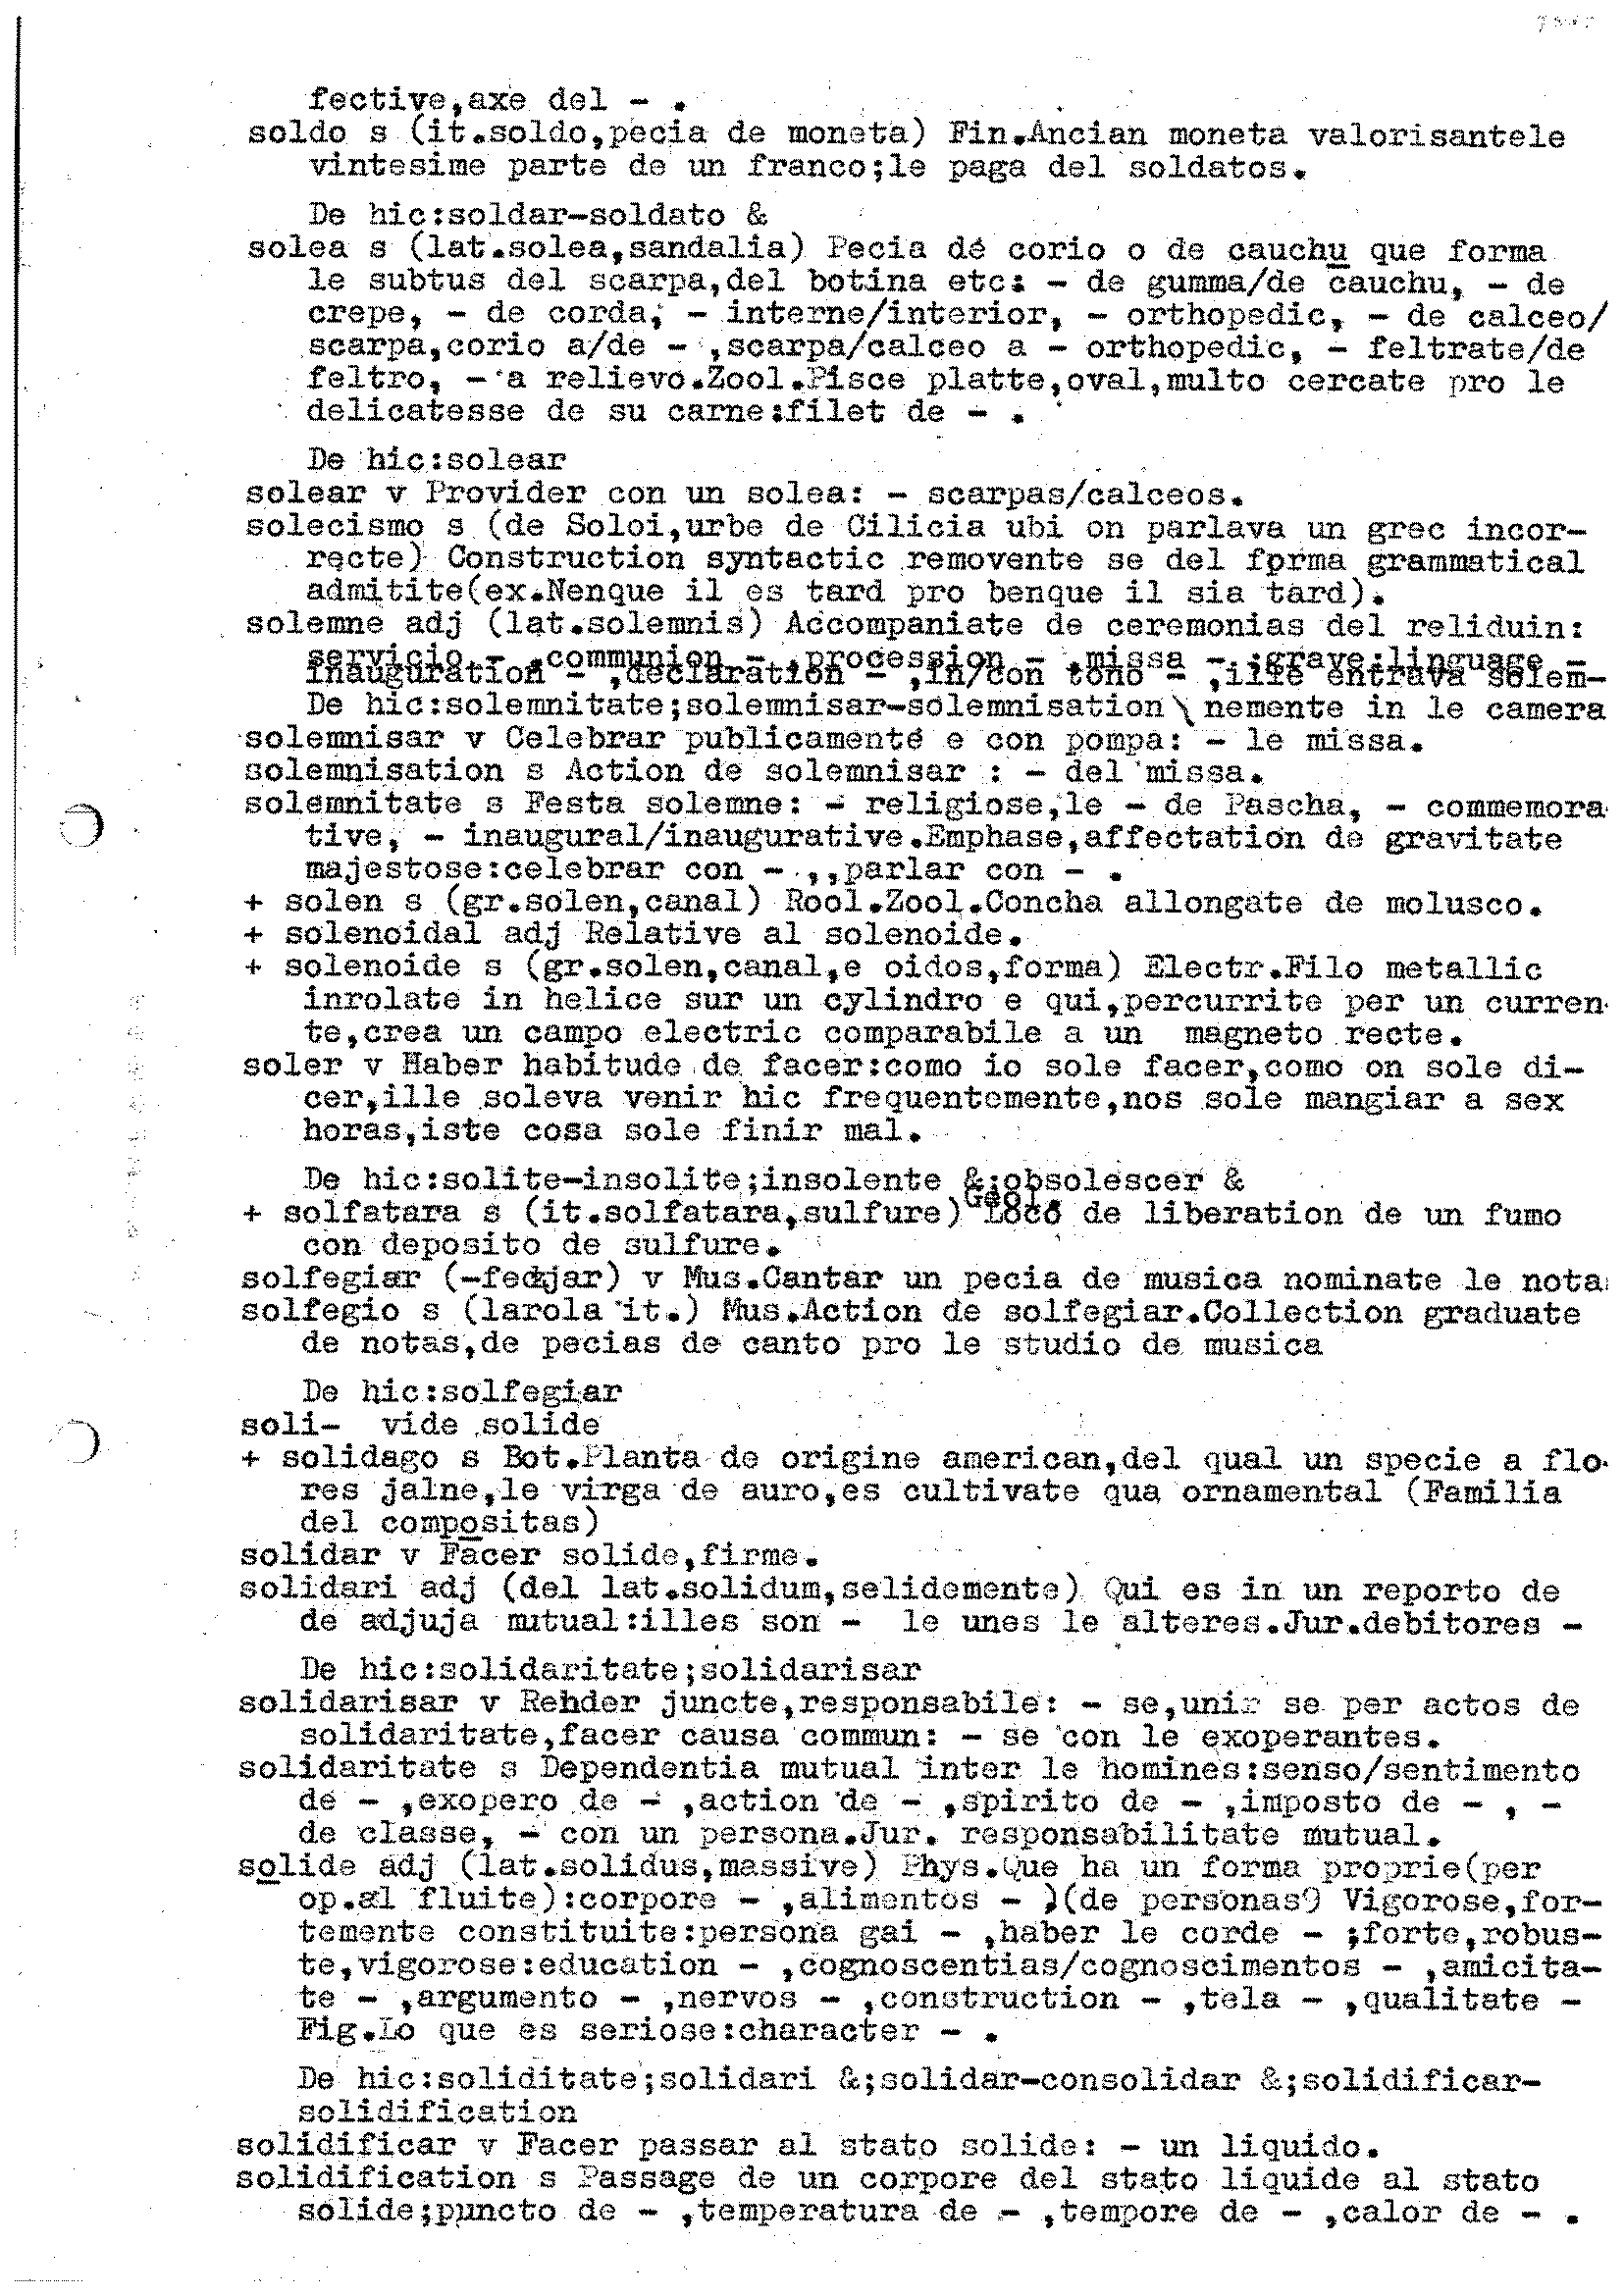 fective,axe del - .
soldo s (it.soldo,pecia de moneta) Fin.Ancian moneta valorisantele
vintesime parte de un franco;le paga del soldatos.
De hic:soldar-soldato &
solea s (lat.solea,sandalia) Pecia de corio o de cauchu que forma
le subtus del scarpa,del botina etc: - de gumma/de cauchu, - de
crepe, - de corda, - interne/interior, - orthopedic, - de calceo/
scarpa,corio a/de - ,scarpa/calceo a - orthopedic, - feltrate/de
feltro, - a relievo.Zool.Pisce platte,oval,multo cercate pro le
delicatesse de su carne:filet de - .
De hic:solear
solear v Provider con un solea: - scarpas/calceos.
solecismo s (de Soloi,urbe de Cilicia ubi on parlava un grec incor-
recte) Construction syntactic removente se del forma grammatical
admitite(ex.Nenque il es tard pro benque il sia tard).
solemne adj (lat.solemnis) Accompaniate de ceremonias del reliduin:
servicio - ,communion - ,procession - ,missa - ;grave:linguage -
inauguration - ,declaration - ,in/con tono - ,ille entrava solem-
De hic:solemnitate;solemnisar-solemnisation \ nemente in le camera
solemnisar v Celebrar publicamente e con pompa: - le missa.
solemnisation s Action de solemnisar : - del missa.
solemnitate s Festa solemne: - religiose,le - de Pascha, - commemora-
tive, - inaugural/inaugurative.Emphase,affectation de gravitate
majestose:celebrar con - ,,parlar con - .
+ solen s (gr.solen,canal) Rool.Zool.Concha allongate de molusco.
+ solenoidal adj Relative al solenoide.
+ solenoide s (gr.solen,canal,e oidos,forma) Electr.Filo metallic
inrolate in helice sur un cylindro e qui,percurrite per un curren-
te,crea un campo electric comparabile a un  magneto recte.
soler v Haber habitude de facer:como io sole facer,como on sole di-
cer,ille soleva venir hic frequentemente,nos sole mangiar a sex
horas,iste cosa sole finir mal.
De hic:solite-insolite;insolente &;obsolescer &
+ solfatara s (it.solfatara,sulfure) Geol. Loco de liberation de un fumo
con deposito de sulfure.
solfegiar (-fedjar) v Mus.Cantar un pecia de musica nominate le nota
solfegio s (larola it.) Mus.Action de solfegiar.Collection graduate
de notas,de pecias de canto pro le studio de musica
De hic:solfegiar
soli-  vide solide
+ solidago s Bot.Planta de origine american,del qual un specie a flo-
res jalne,le virga de auro,es cultivate qua ornamental (Familia
del compositas)
solidar v Facer solide,firme.
solidari adj (del lat.solidum,selidemente) Qui es in un reporto de
de adjuja mutual:illes son -  le unes le alteres.Jur.debitores -
De hic:solidaritate;solidarisar
solidarisar v Rehder juncte,responsabile: - se,unir se per actos de
solidaritate,facer causa commun: - se con le exoperantes.
solidaritate s Dependentia mutual inter le homines:senso/sentimento
de - ,exopero de - ,action de - ,spirito de - ,imposto de - , -
de classe, - con un persona.Jur. responsabilitate mutual.
solide adj (lat.solidus,massive) Phys.Que ha un forma proprie(per
op.al fluite):corpore - ,alimentos - )(de personas9 Vigorose,for-
temente constituite:persona gai - ,haber le corde - ;forte,robus-
te,vigorose:education - ,cognoscentias/cognoscimentos - ,amicita-
te - ,argumento - ,nervos - ,construction - ,tela - ,qualitate -
Fig.Lo que es seriose:character - .
De hic:soliditate;solidari &;solidar-consolidar &;solidificar-
solidification
solidificar v Facer passar al stato solide: - un liquido.
solidification s Passage de un corpore del stato liquide al stato
solide;puncto de - ,temperatura de - ,tempore de - ,calor de - .